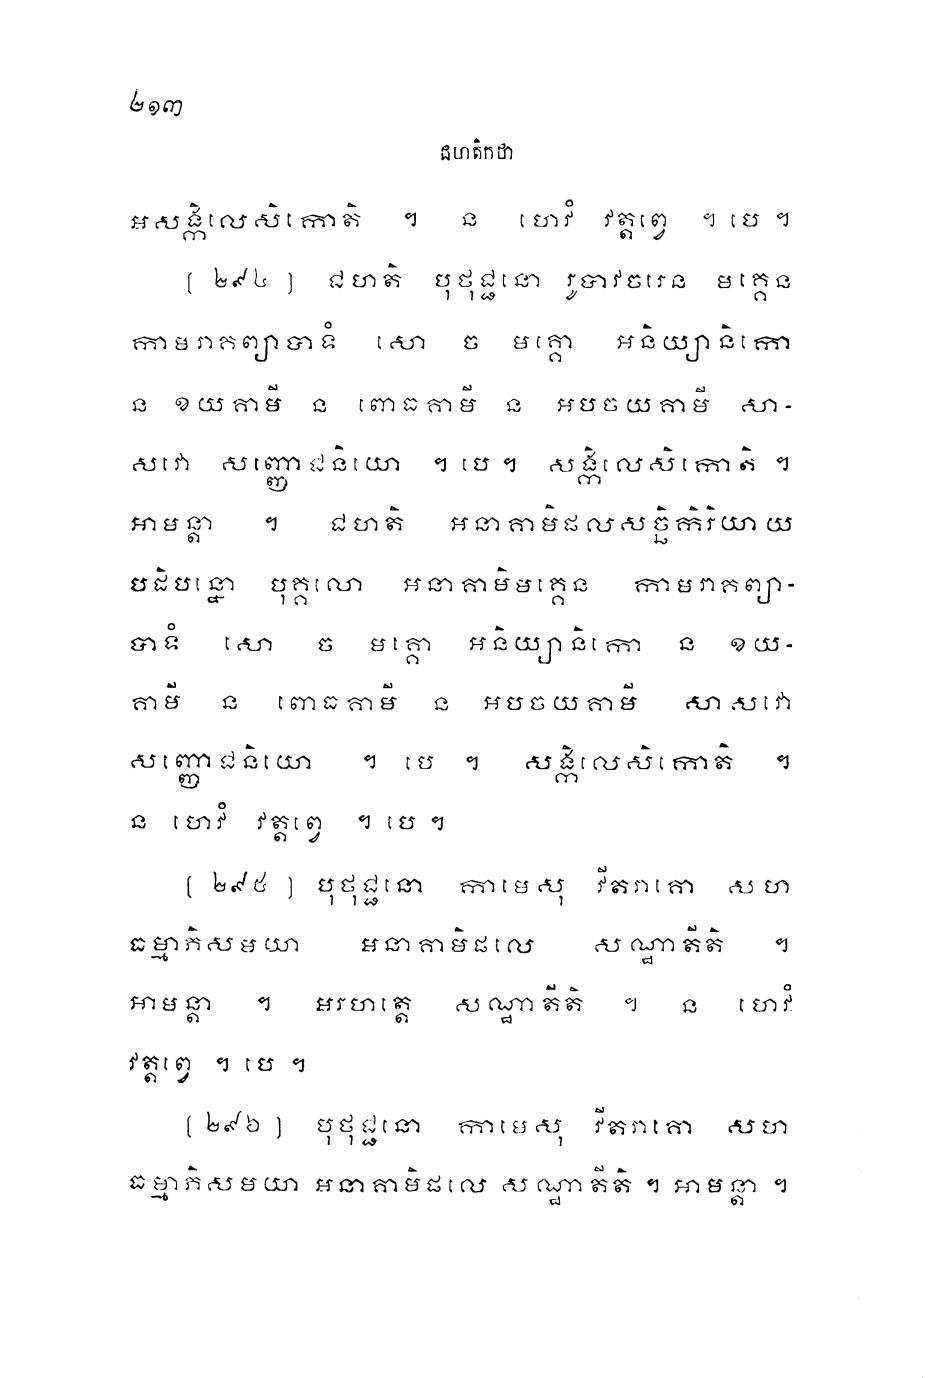 ២១៣
ជហតិកថា
អសង្កិលេសិកោតិ ។ ន ហេវំ វត្តព្វេ ។ បេ ។
[ ២៩៤ ] ជហតិ បុថុជ្ជនោ រូបាវចរេន មគ្គេន
កាមរាគព្យាបាទំ សោ ច មគ្គោ អនិយ្យានិកោ
ន ខយគាមី ន ពោធគាមី ន អបចយគាមី សា-
សវោ សញ្ញោជនិយោ ។ បេ ។ សង្កិលេសិកោតិ ។
អាមន្តា ។ ជហតិ អនាគាមិផលសច្ឆិកិរិយាយ
បដិបន្នោ បុគ្គលោ អនាគាមិមគ្គេន កាមរាគព្យា-
បាទំ សោ ច មគ្គោ អនិយ្យានិកោ ន ខយ-
គាមី ន ពោធគាមី ន អបចយគាមី សាសវោ
សញ្ញោជនិយោ ។ បេ ។ សង្កិលេសិកោតិ ។
ន ហេវំ វត្តព្វេ ។ បេ ។
[ ២៩៥ ] បុថុជ្ជនោ កាមេសុ វីតរាគោ សហ
ធម្មាភិសមយា អនាគាមិផលេ សណ្ឋាតីតិ ។
អាមន្តា ។ អរហត្តេ សណ្ឋាតីតិ ។ ន ហេវំ
វត្តព្វេ ។ បេ ។
[ ២៩៦ ] បុថុជ្ជនោ កាមេសុ វីតរាគោ សហ
ធម្មាភិសមយា អនាគាមិផលេ សណ្ឋាតីតិ ។ អាមន្តា ។